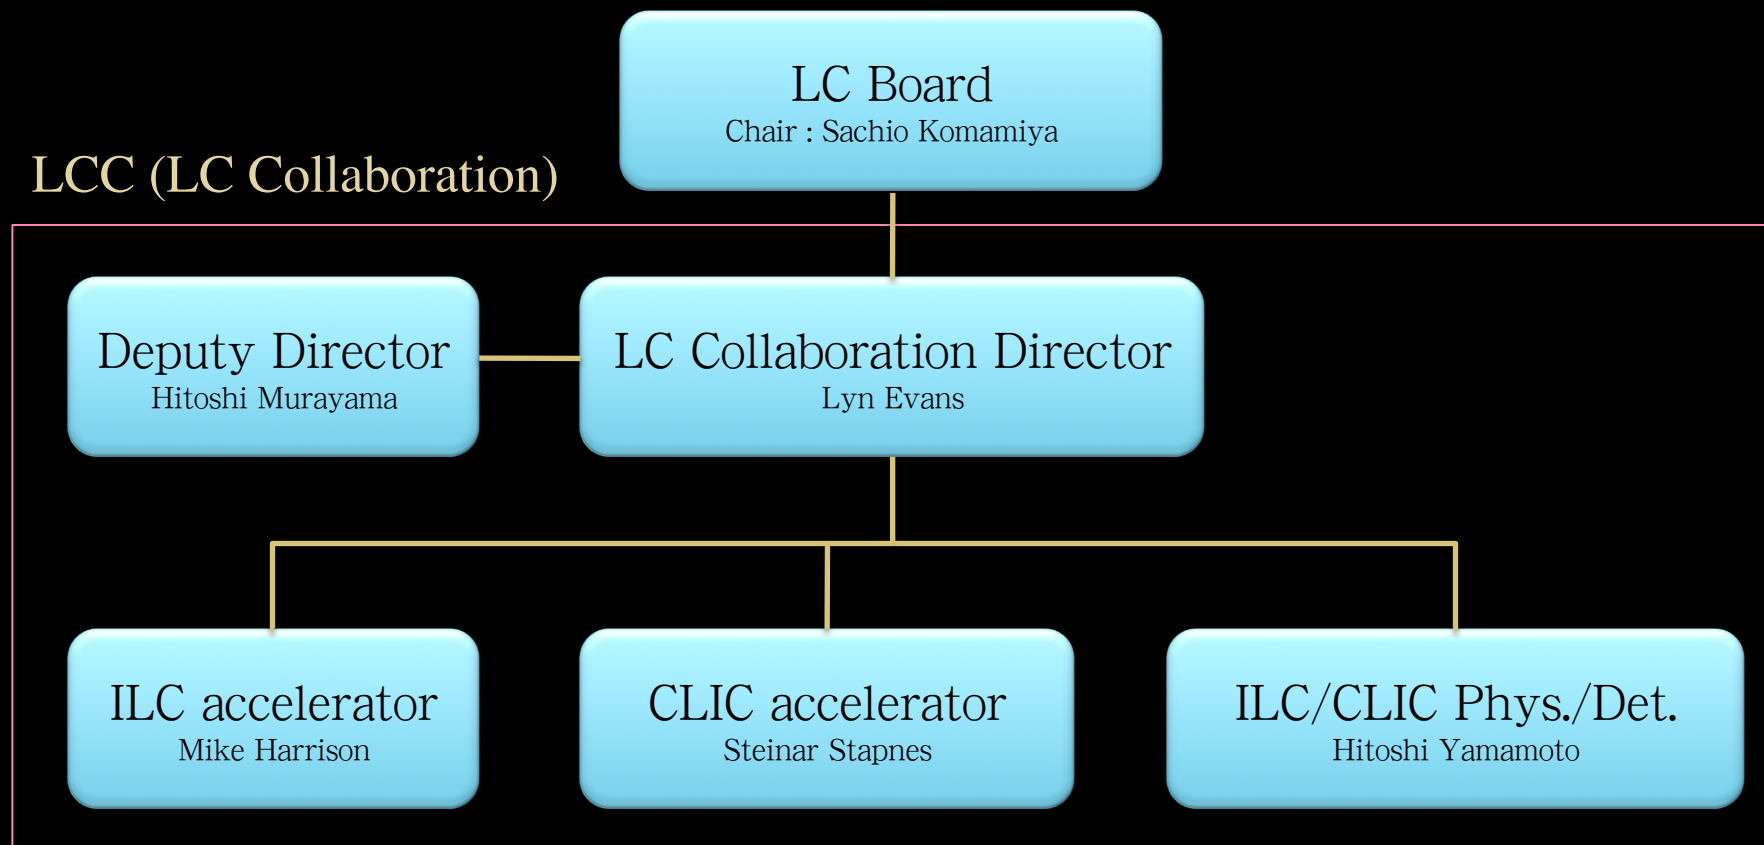 LC Board
Chair : Sachio Komamiya
LCC (LC Collaboration)
Deputy Director
Hitoshi Murayama
LC Collaboration Director
Lyn Evans
ILC accelerator
Mike Harrison
CLIC accelerator
Steinar Stapnes
ILC/CLIC Phys./Det.
Hitoshi Yamamoto